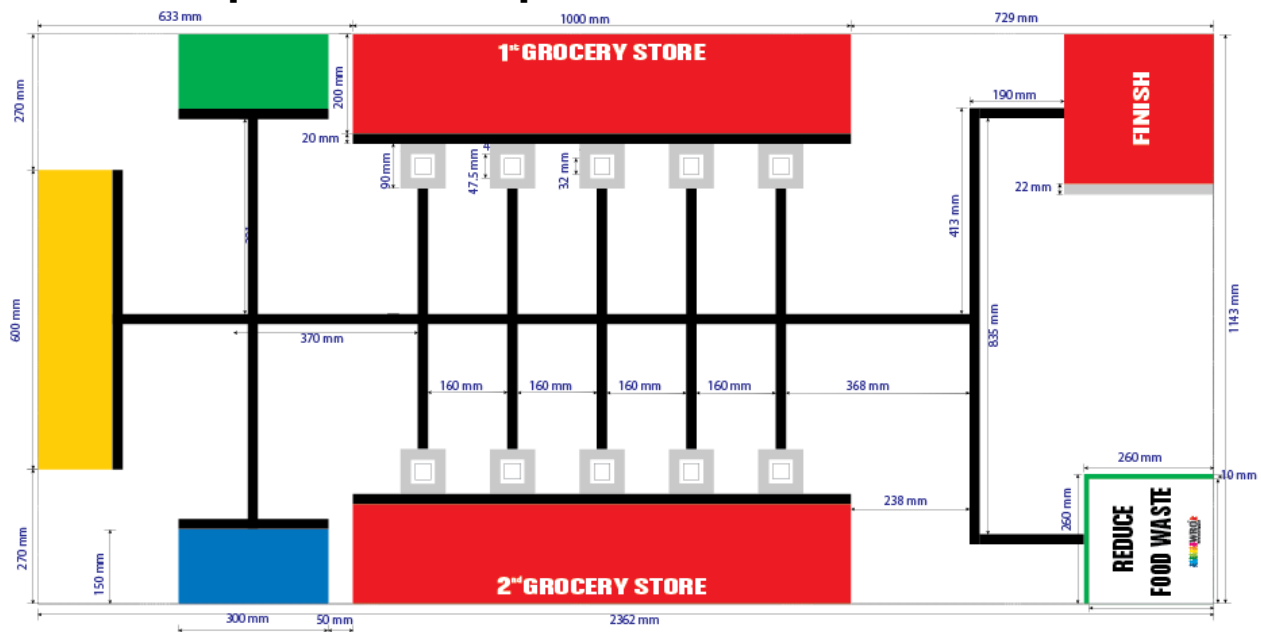 633 mm
1000 mm
729 mm
270 mm
200 mm
1st GROCERY STORE
190 mm
FINISH
20 mm
90 mm
47.5 mm
32 mm
22 mm
413 mm
600 mm
370 mm
835 mm
1143 mm
160 mm
160 mm
160 mm
160 mm
368 mm
260 mm
10 mm
238 mm
260 mm
REDUCE
FOOD WASTE
WRO
270 mm
150 mm
2nd GROCERY STORE
300 mm
50 mm
2362 mm